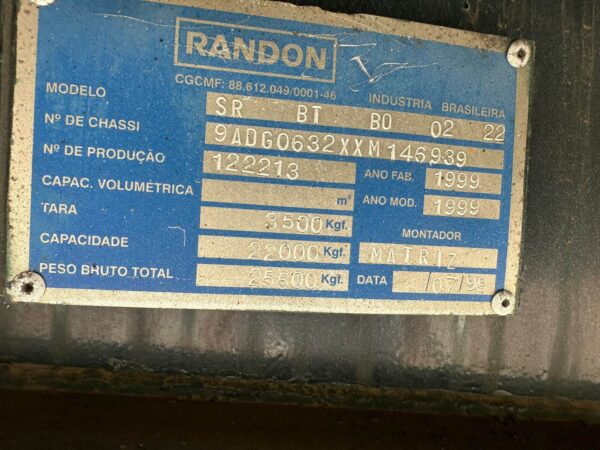 RANDON
CGCMF: 88.612.049/0001-46 INDÚSTRIA BRASILEIRA
MODELO SR BT BO 02 22
Nº DE CHASSI 9ADG0632XXM146939
Nº DE PRODUÇÃO 122213 ANO FAB. 1999
CAPAC. VOLUMÉTRICA m³ ANO MOD. 1999
TARA 3500 Kgf. MONTADOR
CAPACIDADE 22000 Kgf. MATRIZ
PESO BRUTO TOTAL 25500 Kgf. DATA /07/99